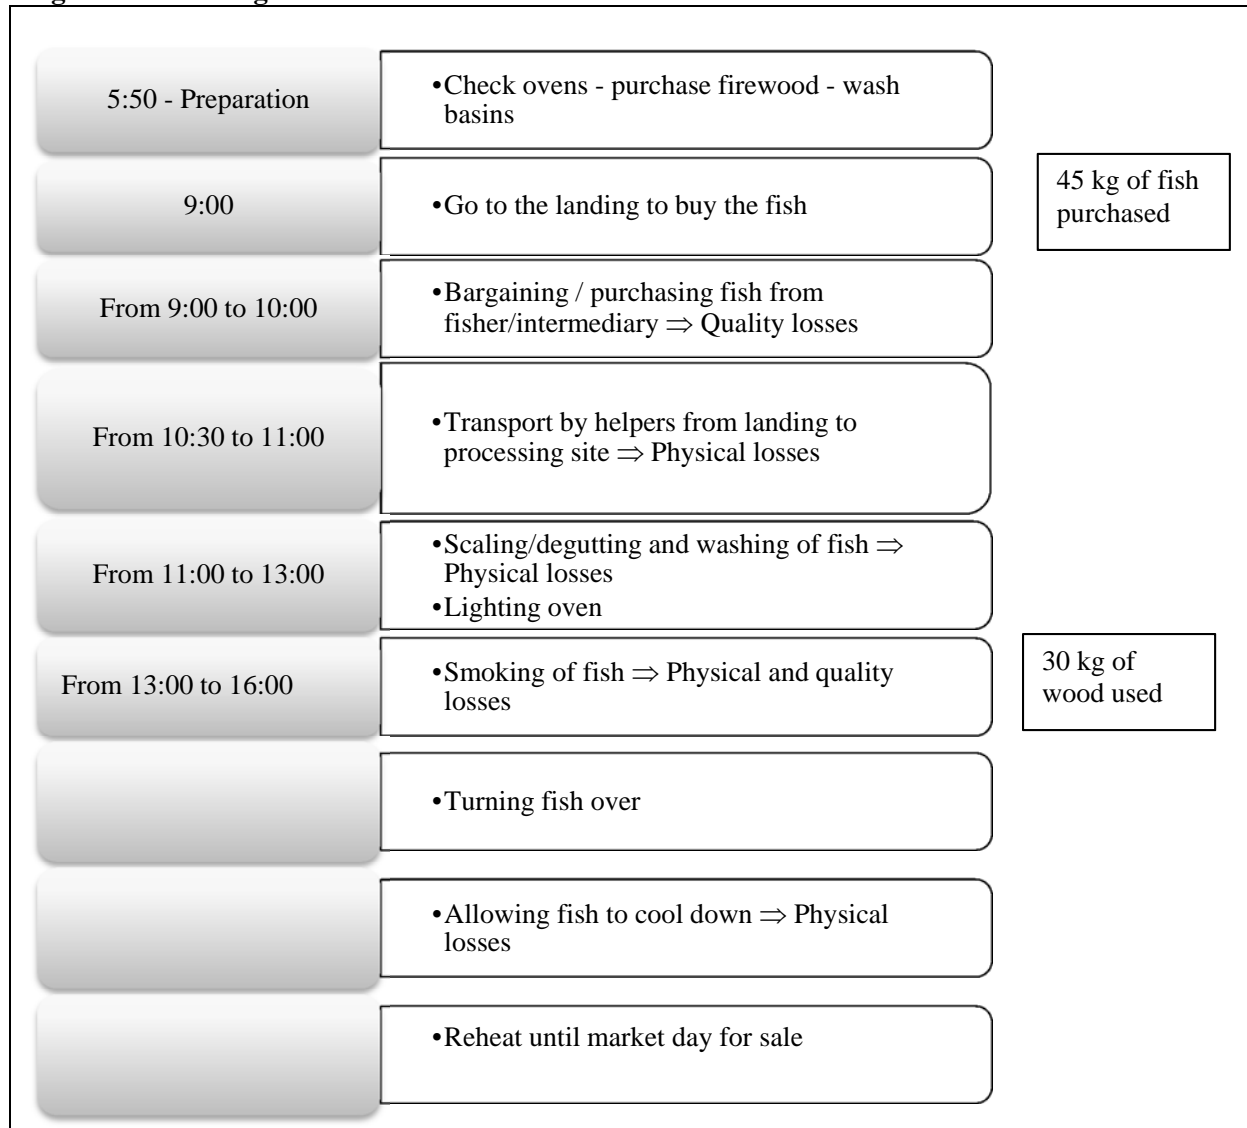 5:50 - Preparation
•Check ovens - purchase firewood - wash
basins
9:00
•Go to the landing to buy the fish
45 kg of fish
purchased
From 9:00 to 10:00
•Bargaining / purchasing fish from
fisher/intermediary ⇒ Quality losses
From 10:30 to 11:00
•Transport by helpers from landing to
processing site ⇒ Physical losses
From 11:00 to 13:00
•Scaling/degutting and washing of fish ⇒
Physical losses
•Lighting oven
From 13:00 to 16:00
•Smoking of fish ⇒ Physical and quality
losses
30 kg of
wood used
•Turning fish over
•Allowing fish to cool down ⇒ Physical
losses
•Reheat until market day for sale